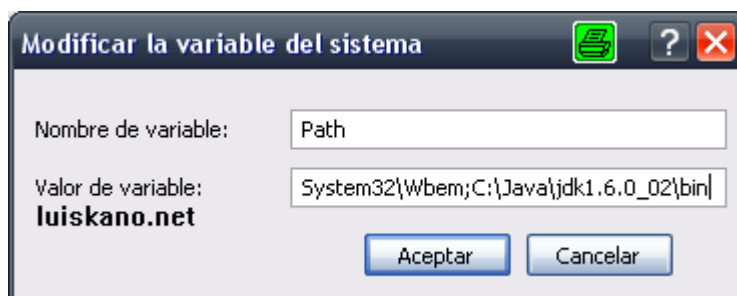 Modificar la variable del sistema ?
Nombre de variable: Path
Valor de variable: System32\Wbem;C:\Java\jdk1.6.0_02\bin
luiskano.net
Aceptar Cancelar